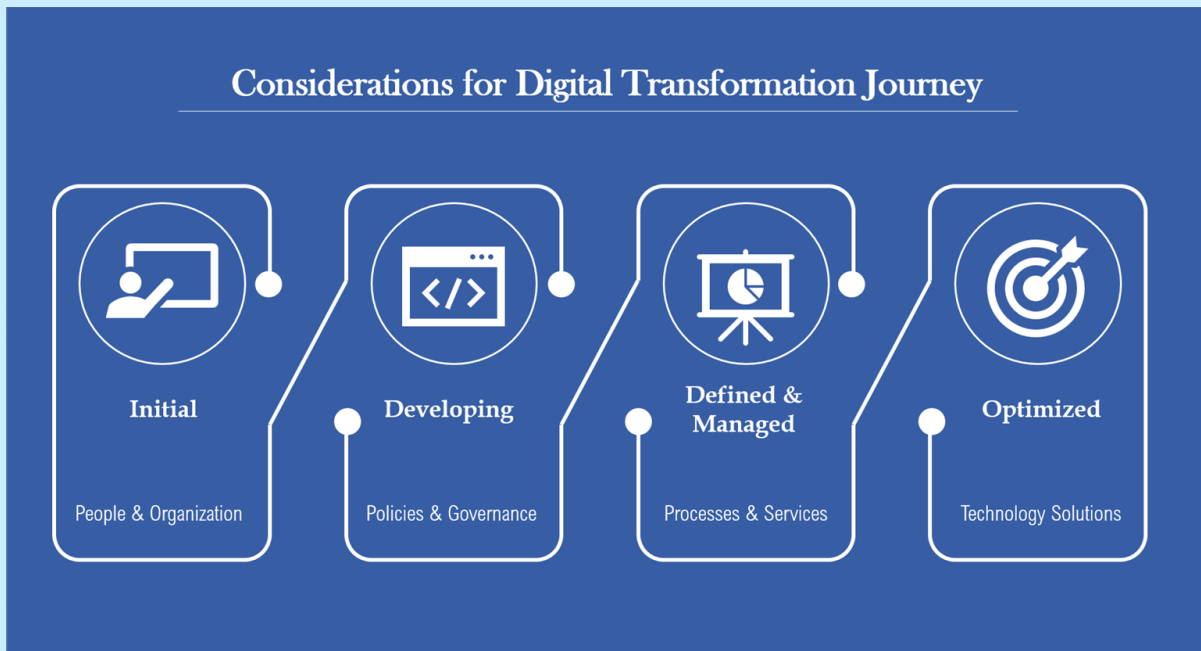 Considerations for Digital Transformation Journey
Initial
People & Organization
Developing
Policies & Governance
Defined &
Managed
Processes & Services
Optimized
Technology Solutions